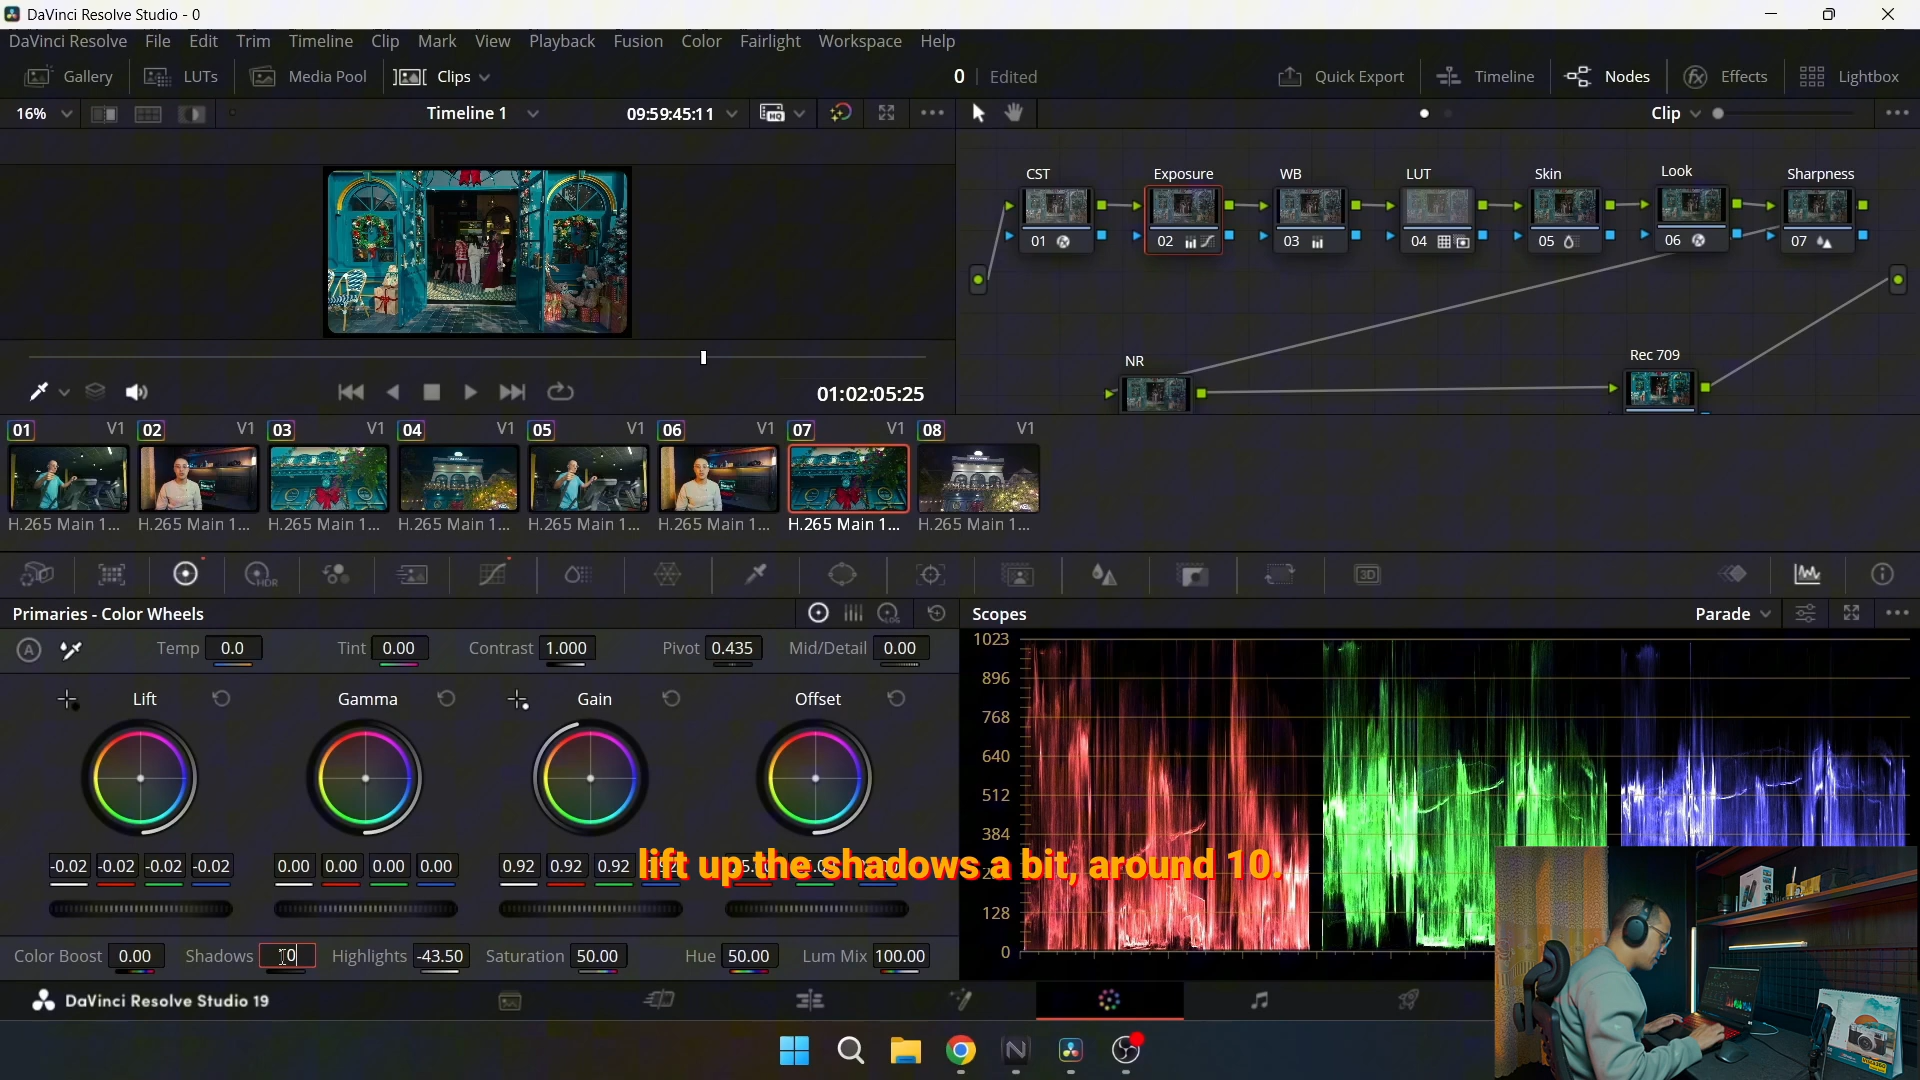 DaVinci Resolve Studio - 0
DaVinci Resolve File Edit Trim Timeline Clip Mark View Playback Fusion Color Fairlight Workspace Help
Gallery LUTs Media Pool Clips 0 Edited Quick Export Timeline Nodes Effects Lightbox
16% Timeline 1 09:59:45:11 HQ Clip
CST Exposure WB LUT Skin Look Sharpness
01 02 03 04 05 06 07
NR Rec 709
01:02:05:25
01 V1 02 V1 03 V1 04 V1 05 V1 06 V1 07 V1 08 V1
H.265 Main 1... H.265 Main 1... H.265 Main 1... H.265 Main 1... H.265 Main 1... H.265 Main 1... H.265 Main 1... H.265 Main 1...
HDR 3D
Primaries - Color Wheels LOG Scopes Parade
A Temp 0.0 Tint 0.00 Contrast 1.000 Pivot 0.435 Mid/Detail 0.00
Lift Gamma Gain Offset
-0.02 -0.02 -0.02 -0.02 0.00 0.00 0.00 0.00 0.92 0.92 0.92
1023
896
768
640
512
384
128
0
lift up the shadows a bit, around 10.
Color Boost 0.00 Shadows 10 Highlights -43.50 Saturation 50.00 Hue 50.00 Lum Mix 100.00
DaVinci Resolve Studio 19